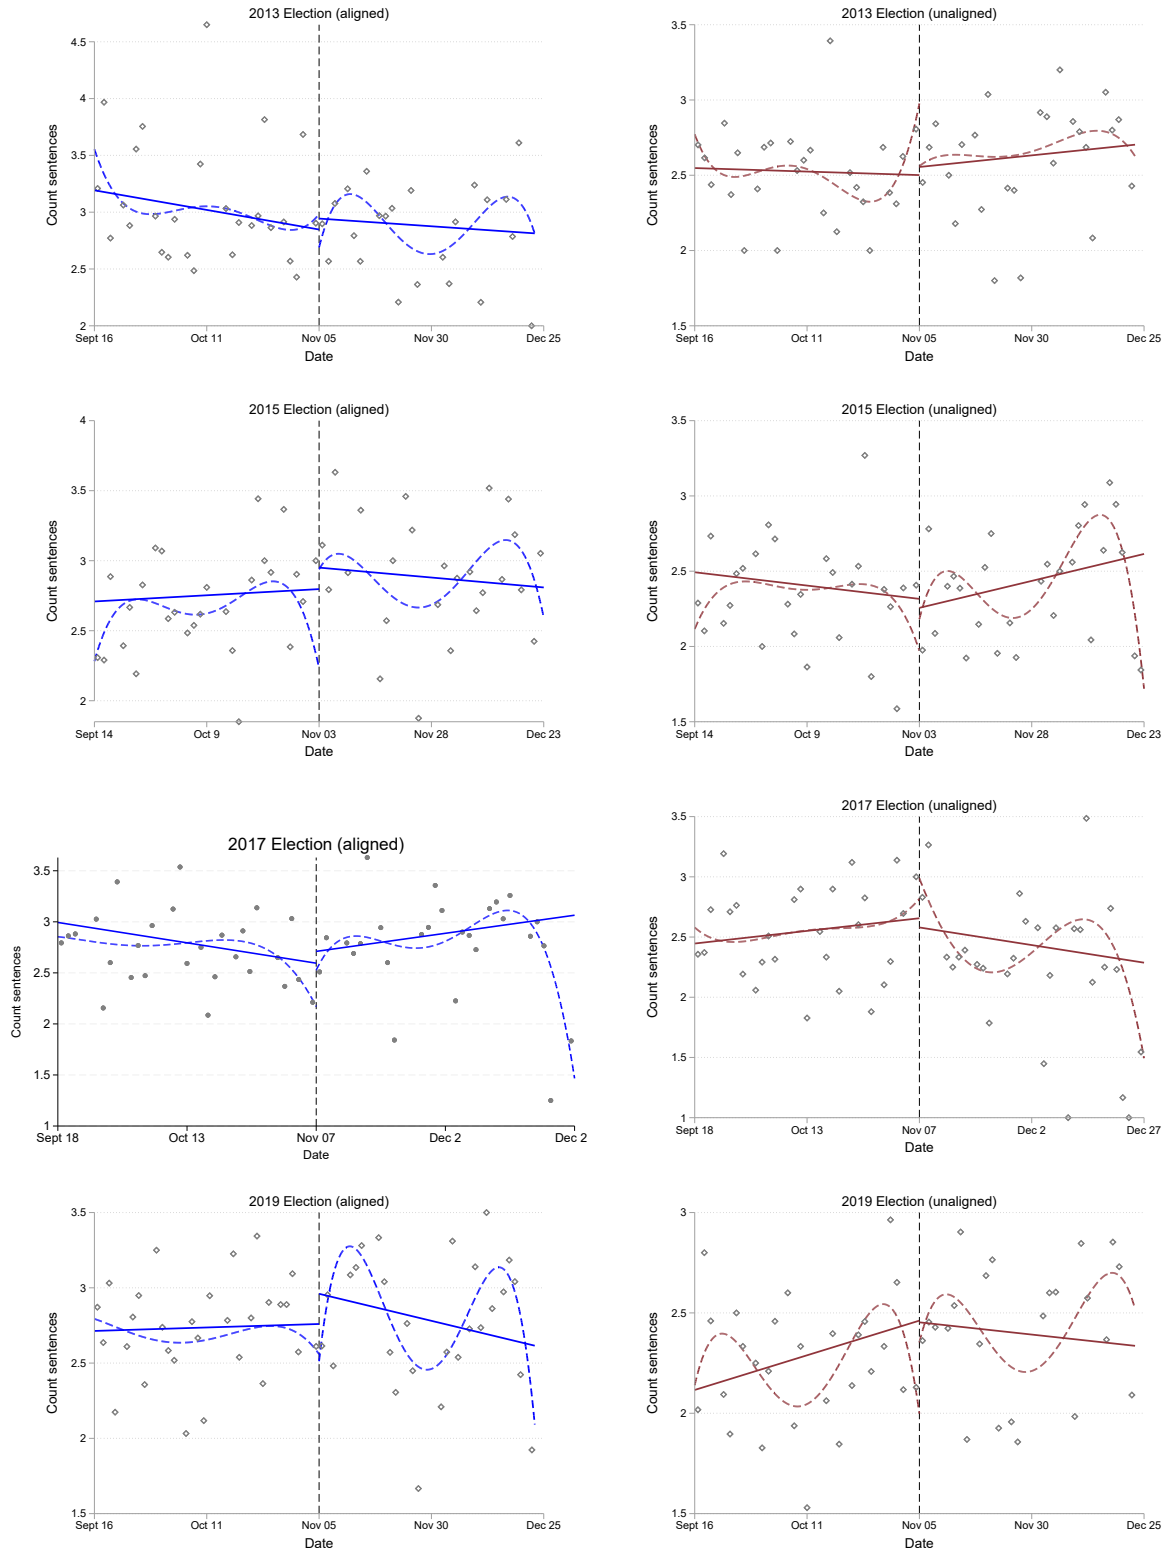 2013 Election (aligned)
Count sentences
4.5
4
3.5
3
2.5
2
Sept 16 Oct 11 Nov 05 Nov 30 Dec 25
Date
2013 Election (unaligned)
Count sentences
3.5
3
2.5
2
1.5
Sept 16 Oct 11 Nov 05 Nov 30 Dec 25
Date
2015 Election (aligned)
Count sentences
4
3.5
3
2.5
2
Sept 14 Oct 9 Nov 03 Nov 28 Dec 23
Date
2015 Election (unaligned)
Count sentences
3.5
3
2.5
2
1.5
Sept 14 Oct 9 Nov 03 Nov 28 Dec 23
Date
2017 Election (aligned)
Count sentences
3.5
3
2.5
2
1.5
1
Sept 18 Oct 13 Nov 07 Dec 2 Dec 2
Date
2017 Election (unaligned)
Count sentences
3.5
3
2.5
2
1.5
1
Sept 18 Oct 13 Nov 07 Dec 2 Dec 27
Date
2019 Election (aligned)
Count sentences
3.5
3
2.5
2
1.5
Sept 16 Oct 11 Nov 05 Nov 30 Dec 25
Date
2019 Election (unaligned)
Count sentences
3
2.5
2
1.5
Sept 16 Oct 11 Nov 05 Nov 30 Dec 25
Date